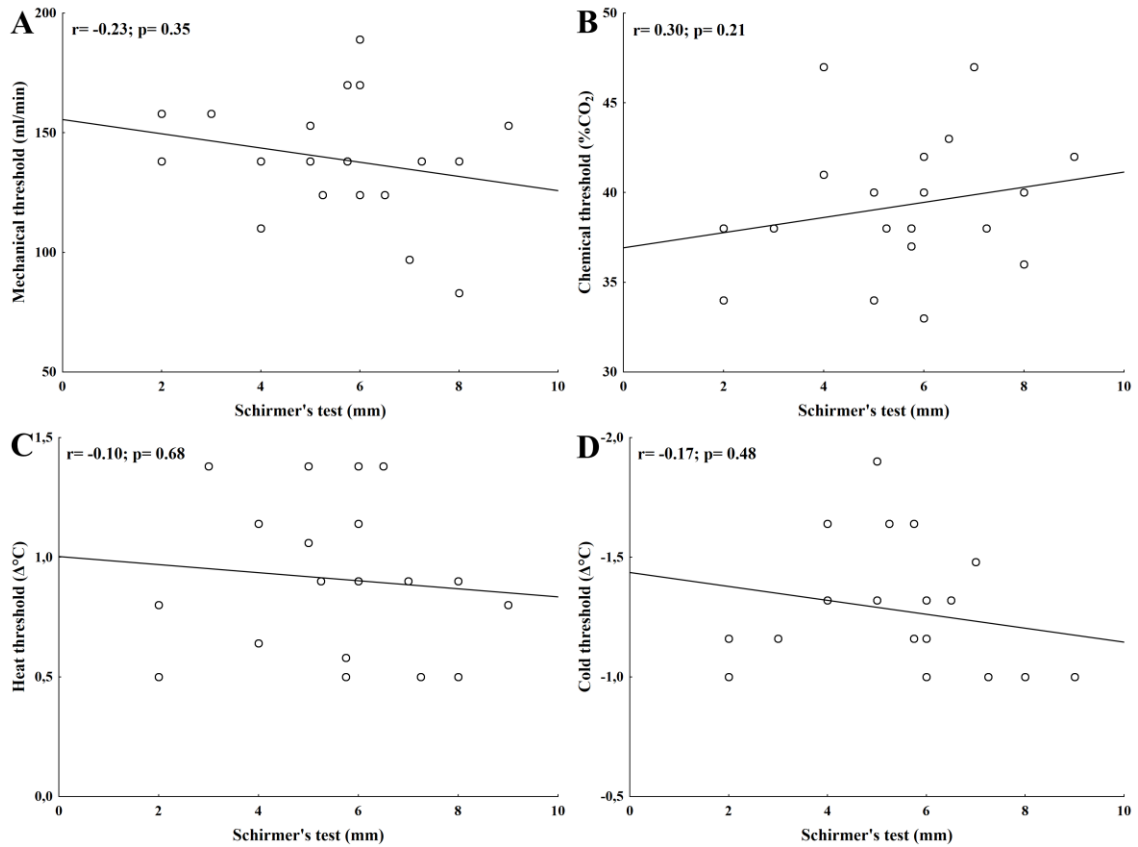 A
r= -0.23; p= 0.35
Mechanical threshold (ml/min)
200
150
100
50
0
2
4
6
8
10
Schirmer's test (mm)
B
r= 0.30; p= 0.21
Chemical threshold (%CO₂)
50
45
40
35
30
0
2
4
6
8
10
Schirmer's test (mm)
C
r= -0.10; p= 0.68
Heat threshold (Δ°C)
1,5
1,0
0,5
0,0
0
2
4
6
8
10
Schirmer's test (mm)
D
r= -0.17; p= 0.48
Cold threshold (Δ°C)
-2,0
-1,5
-1,0
-0,5
0
2
4
6
8
10
Schirmer's test (mm)